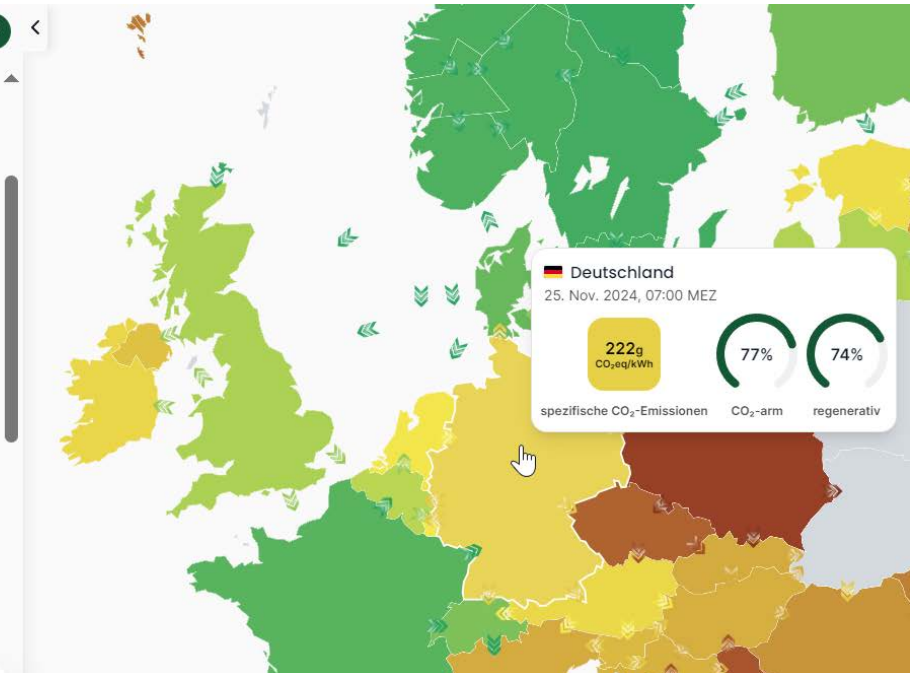 Deutschland
25. Nov. 2024, 07:00 MEZ
222g
CO₂eq/kWh
77%
74%
spezifische CO₂-Emissionen
CO₂-arm
regenerativ